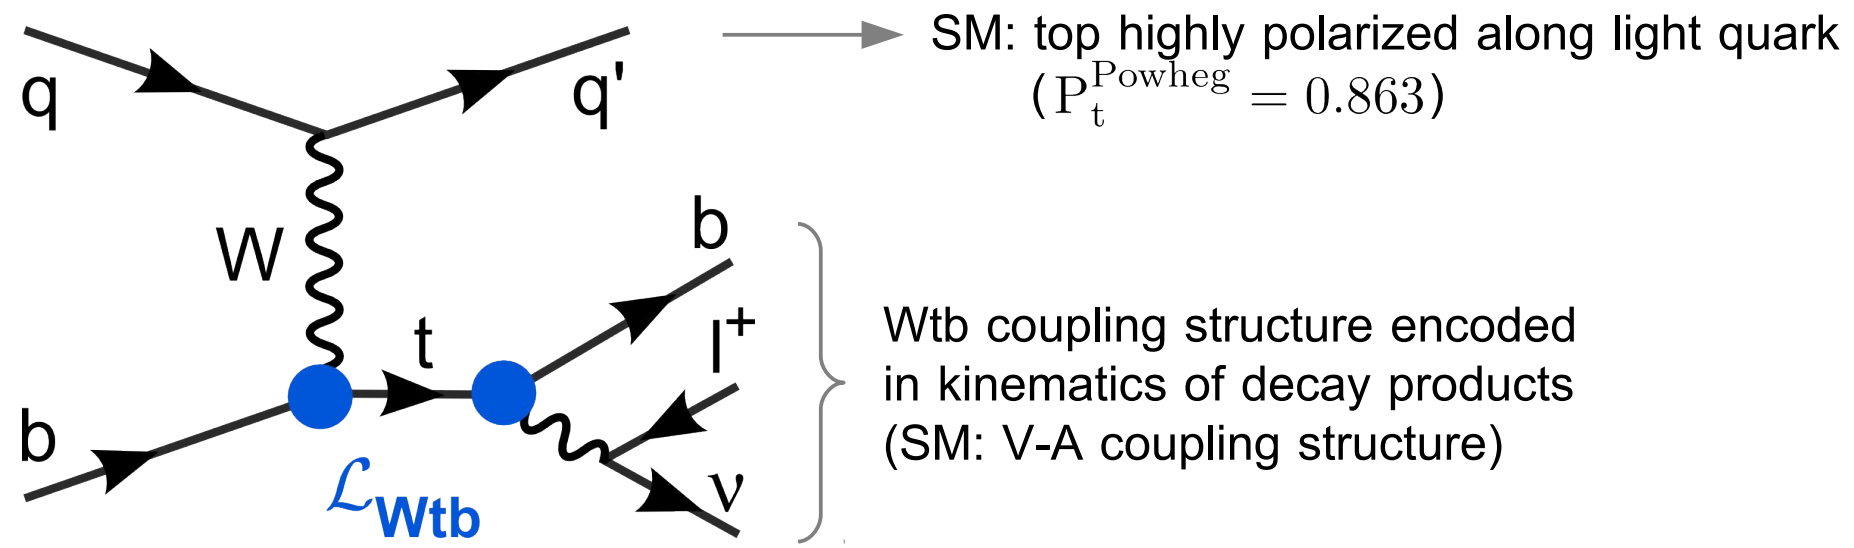 q
q'
SM: top highly polarized along light quark
(P_t^Powheg = 0.863)
W
b
t
l+
b
ν
ℒ_Wtb
Wtb coupling structure encoded
in kinematics of decay products
(SM: V-A coupling structure)